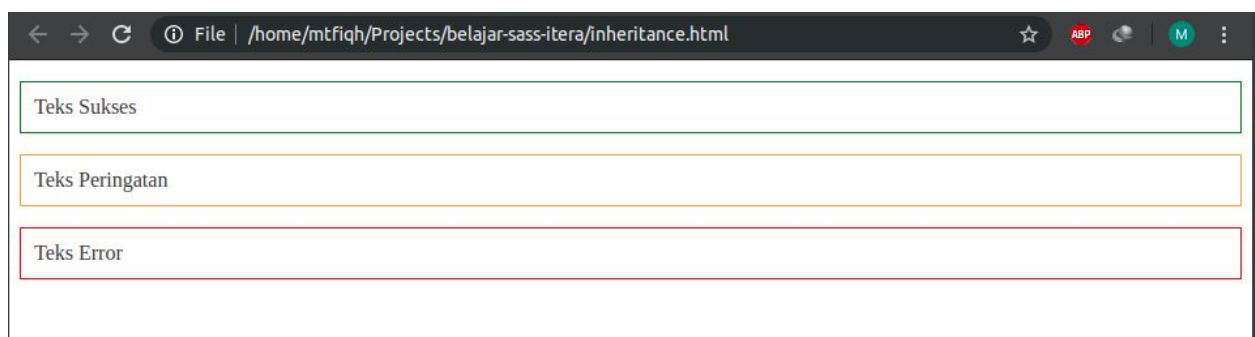 File | /home/mtfiqh/Projects/belajar-sass-itera/inheritance.html ABP M
Teks Sukses
Teks Peringatan
Teks Error